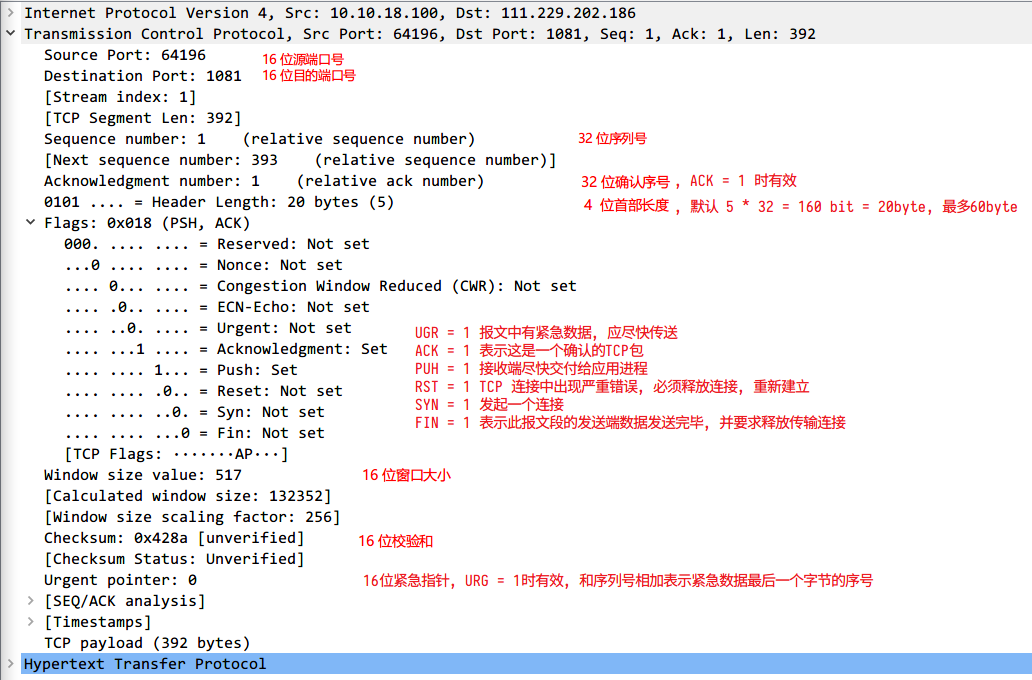 Internet Protocol Version 4, Src: 10.10.18.100, Dst: 111.229.202.186
Transmission Control Protocol, Src Port: 64196, Dst Port: 1081, Seq: 1, Ack: 1, Len: 392
Source Port: 64196 16 位源端口号
Destination Port: 1081 16 位目的端口号
[Stream index: 1]
[TCP Segment Len: 392]
Sequence number: 1 (relative sequence number) 32 位序列号
[Next sequence number: 393 (relative sequence number)]
Acknowledgment number: 1 (relative ack number) 32 位确认序号 , ACK = 1 时有效
0101 .... = Header Length: 20 bytes (5) 4 位首部长度 , 默认 5 * 32 = 160 bit = 20byte, 最多60byte
Flags: 0x018 (PSH, ACK)
000. .... .... = Reserved: Not set
...0 .... .... = Nonce: Not set
.... 0... .... = Congestion Window Reduced (CWR): Not set
.... .0.. .... = ECN-Echo: Not set
.... ..0. .... = Urgent: Not set UGR = 1 报文中有紧急数据, 应尽快传送
.... ...1 .... = Acknowledgment: Set ACK = 1 表示这是一个确认的TCP包
.... .... 1... = Push: Set PUH = 1 接收端尽快交付给应用进程
.... .... .0.. = Reset: Not set RST = 1 TCP 连接中出现严重错误, 必须释放连接, 重新建立
.... .... ..0. = Syn: Not set SYN = 1 发起一个连接
.... .... ...0 = Fin: Not set FIN = 1 表示此报文段的发送端数据发送完毕, 并要求释放传输连接
[TCP Flags: ·······AP···]
Window size value: 517 16 位窗口大小
[Calculated window size: 132352]
[Window size scaling factor: 256]
Checksum: 0x428a [unverified] 16 位校验和
[Checksum Status: Unverified]
Urgent pointer: 0 16位紧急指针, URG = 1时有效, 和序列号相加表示紧急数据最后一个字节的序号
[SEQ/ACK analysis]
[Timestamps]
TCP payload (392 bytes)
Hypertext Transfer Protocol